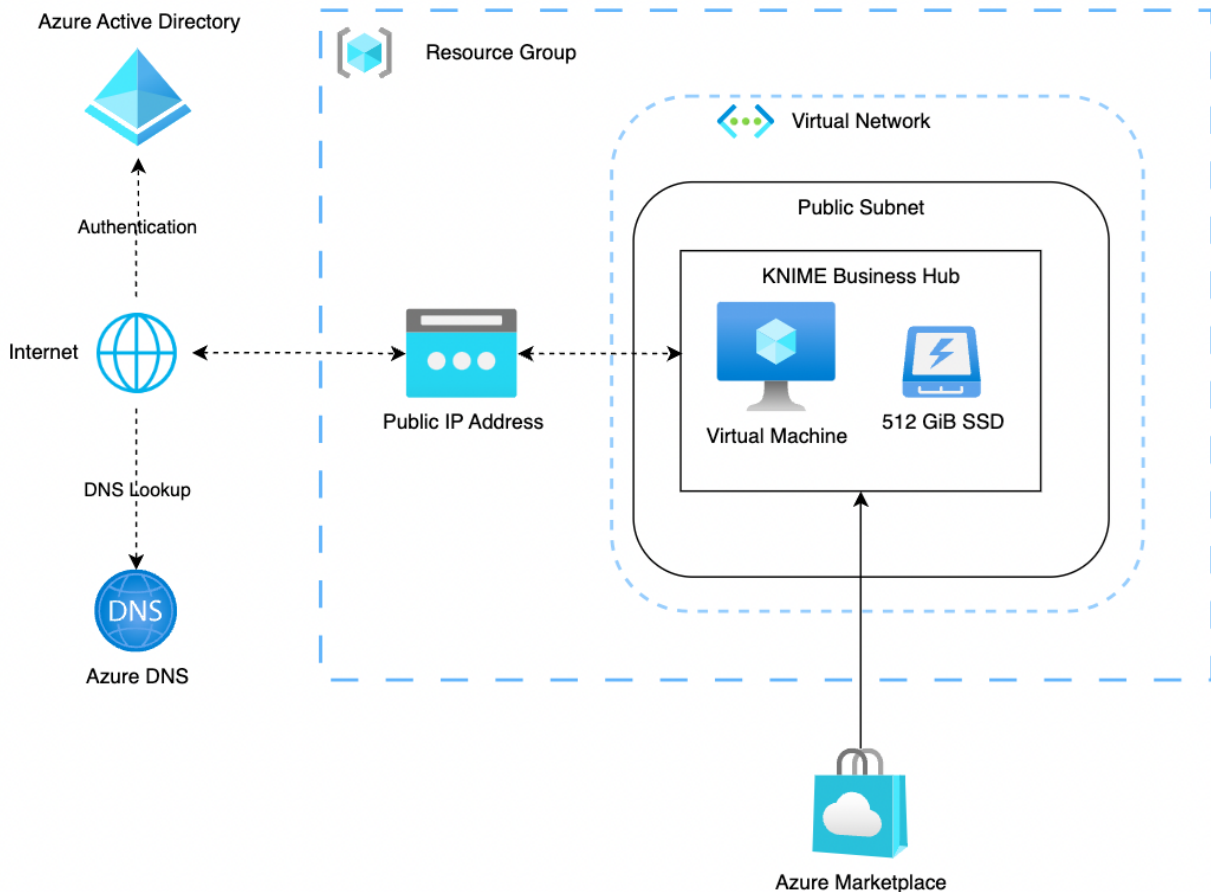 Azure Active Directory
Resource Group
Virtual Network
Public Subnet
Authentication
KNIME Business Hub
Internet
Public IP Address
Virtual Machine
512 GiB SSD
DNS Lookup
DNS
Azure DNS
Azure Marketplace